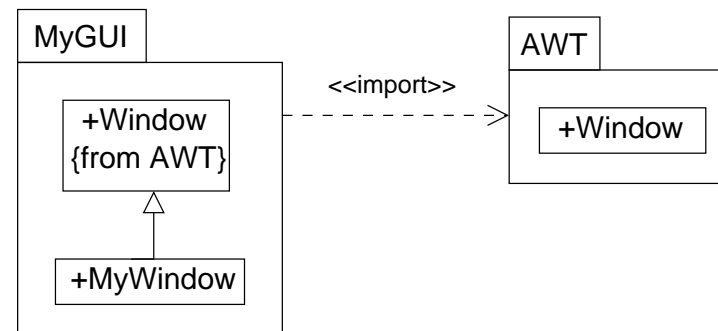 MyGUI
+Window
{from AWT}
+MyWindow
<<import>>
AWT
+Window